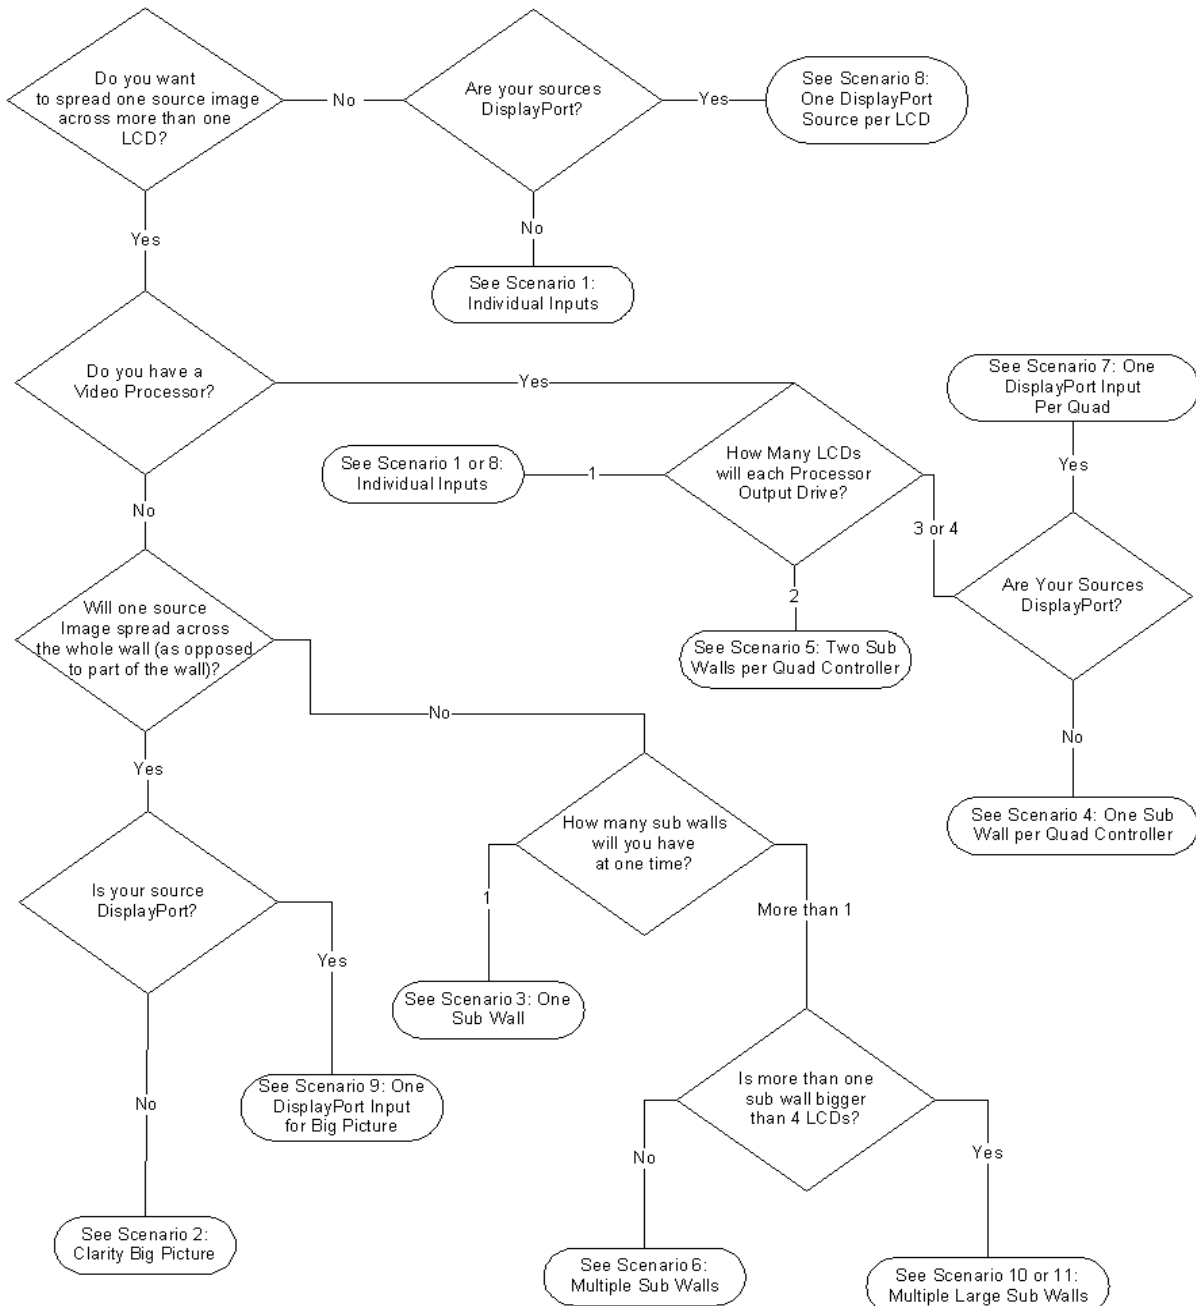 Do you want
to spread one source image
across more than one
LCD?
No
Are your sources
DisplayPort?
Yes
See Scenario 8:
One DisplayPort
Source per LCD
Yes
No
See Scenario 1:
Individual Inputs
Do you have a
Video Processor?
Yes
How Many LCDs
will each Processor
Output Drive?
1
See Scenario 1 or 8:
Individual Inputs
2
See Scenario 5: Two Sub
Walls per Quad Controller
3 or 4
Are Your Sources
DisplayPort?
Yes
See Scenario 7: One
DisplayPort Input
Per Quad
No
See Scenario 4: One Sub
Wall per Quad Controller
No
Will one source
Image spread across
the whole wall (as opposed
to part of the wall)?
No
Yes
Is your source
DisplayPort?
Yes
See Scenario 9: One
DisplayPort Input
for Big Picture
No
See Scenario 2:
Clarity Big Picture
How many sub walls
will you have
at one time?
1
See Scenario 3: One
Sub Wall
More than 1
Is more than one
sub wall bigger
than 4 LCDs?
No
See Scenario 6:
Multiple Sub Walls
Yes
See Scenario 10 or 11:
Multiple Large Sub Walls